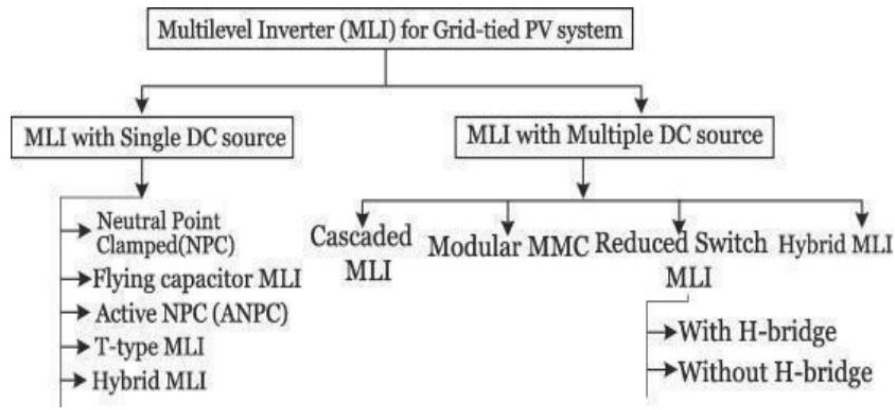 Multilevel Inverter (MLI) for Grid-tied PV system
MLI with Single DC source
MLI with Multiple DC source
Neutral Point
Clamped(NPC)
Flying capacitor MLI
Active NPC (ANPC)
T-type MLI
Hybrid MLI
Cascaded
MLI
Modular MMC
Reduced Switch
MLI
Hybrid MLI
With H-bridge
Without H-bridge